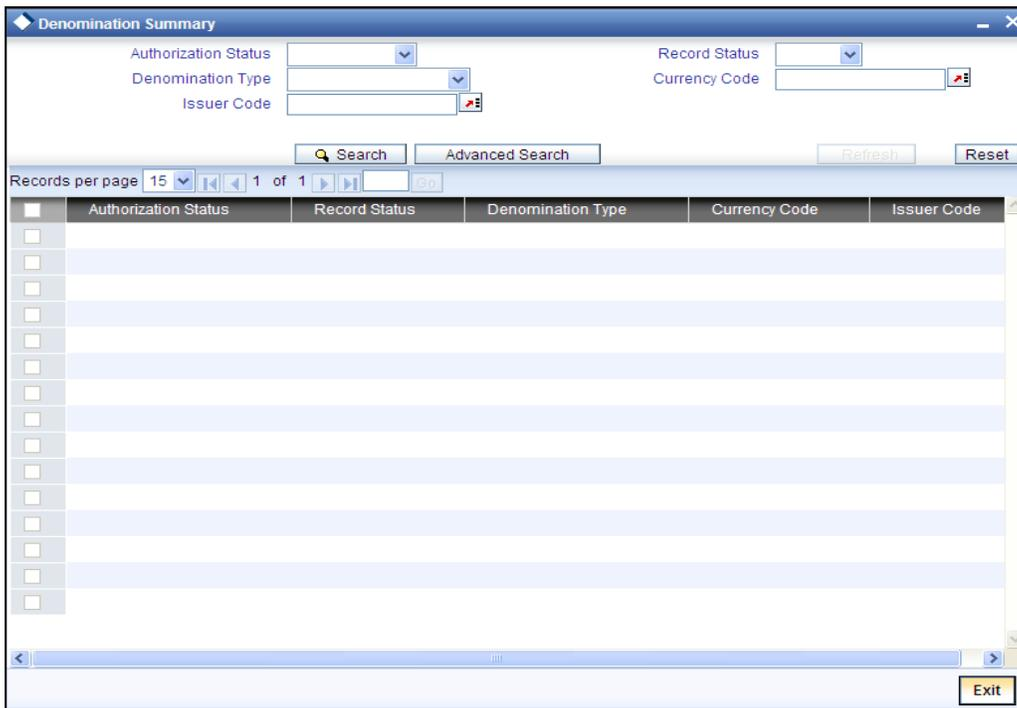 Denomination Summary
Authorization Status Record Status
Denomination Type Currency Code
Issuer Code
Search Advanced Search Refresh Reset
Records per page 15 1 of 1 Go
Authorization Status Record Status Denomination Type Currency Code Issuer Code
Exit